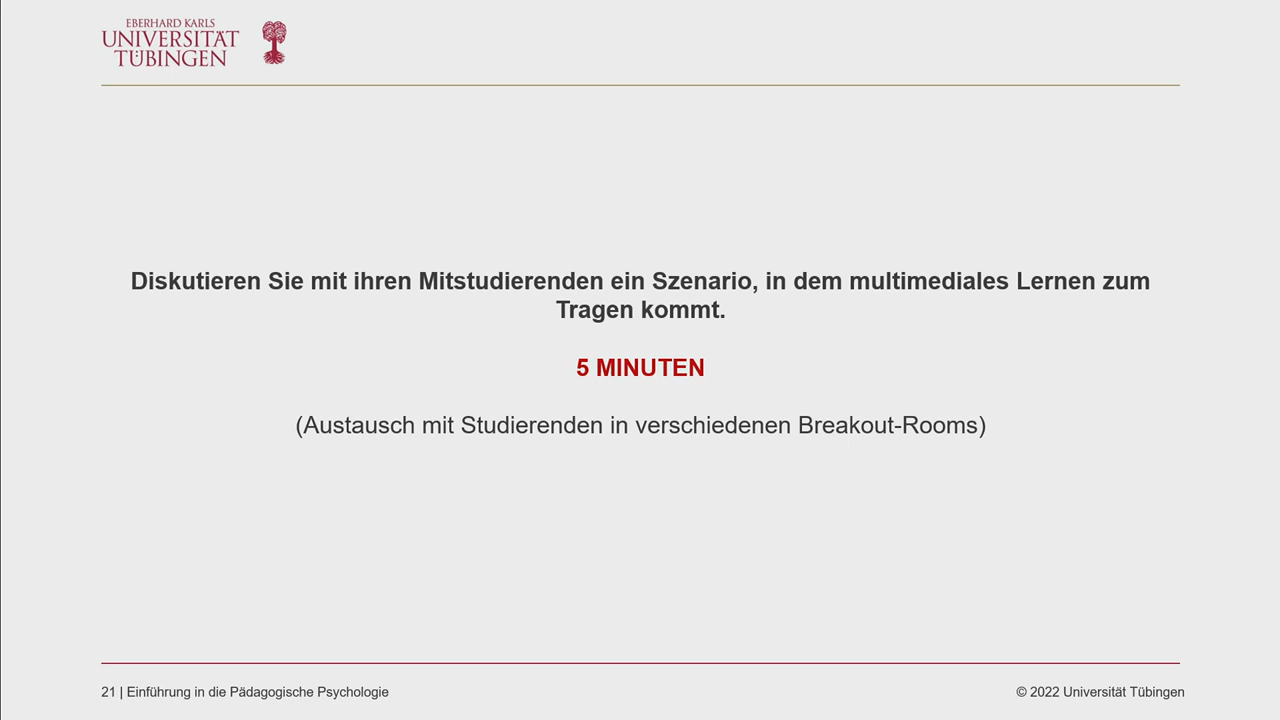 EBERHARD KARLS
UNIVERSITÄT
TÜBINGEN
Diskutieren Sie mit ihren Mitstudierenden ein Szenario, in dem multimediales Lernen zum
Tragen kommt.
5 MINUTEN
(Austausch mit Studierenden in verschiedenen Breakout-Rooms)
21 | Einführung in die Pädagogische Psychologie
© 2022 Universität Tübingen